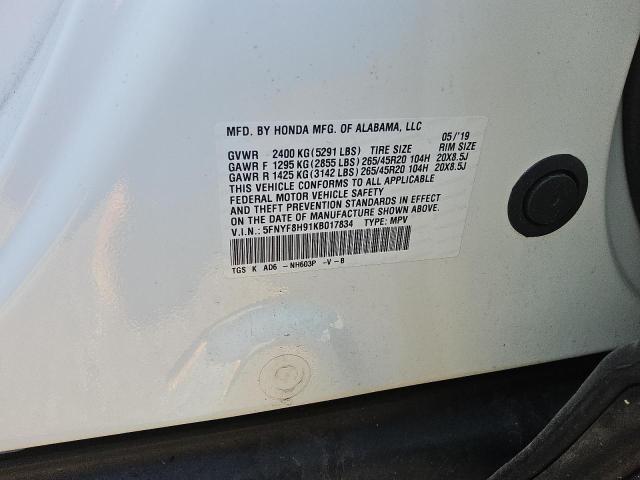 MFD. BY HONDA MFG. OF ALABAMA, LLC 05/'19
GVWR 2400 KG(5291 LBS) TIRE SIZE RIM SIZE
GAWR F 1295 KG(2855 LBS) 265/45R20 104H 20X8.5J
GAWR R 1425 KG(3142 LBS) 265/45R20 104H 20X8.5J
THIS VEHICLE CONFORMS TO ALL APPLICABLE
FEDERAL MOTOR VEHICLE SAFETY
AND THEFT PREVENTION STANDARDS IN EFFECT
ON THE DATE OF MANUFACTURE SHOWN ABOVE.
V.I.N.: 5FNYF8H91KB017834 TYPE: MPV
TGS K AD6 -NH603P -V-B